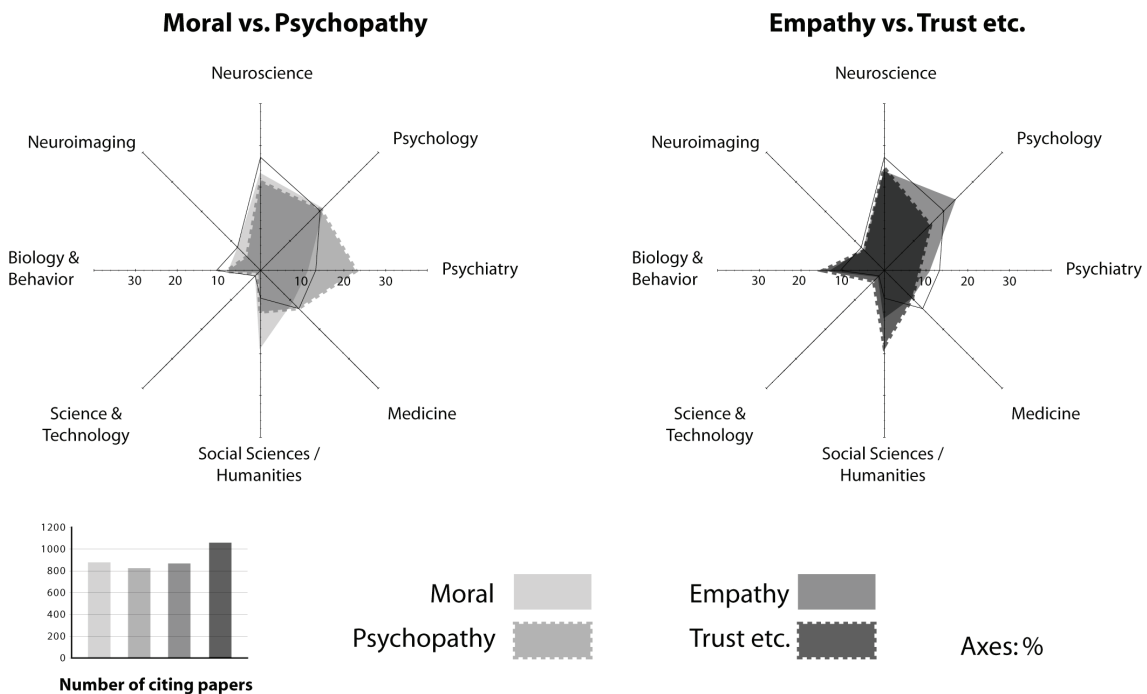 Moral vs. Psychopathy
Neuroscience
Neuroimaging
Psychology
Biology &
Behavior
Psychiatry
30 20 10 10 20 30
Science &
Technology
Medicine
Social Sciences /
Humanities
Empathy vs. Trust etc.
Neuroscience
Neuroimaging
Psychology
Biology &
Behavior
Psychiatry
30 20 10 10 20 30
Science &
Technology
Medicine
Social Sciences /
Humanities
1200
1000
800
600
400
200
0
Number of citing papers
Moral
Psychopathy
Empathy
Trust etc.
Axes: %